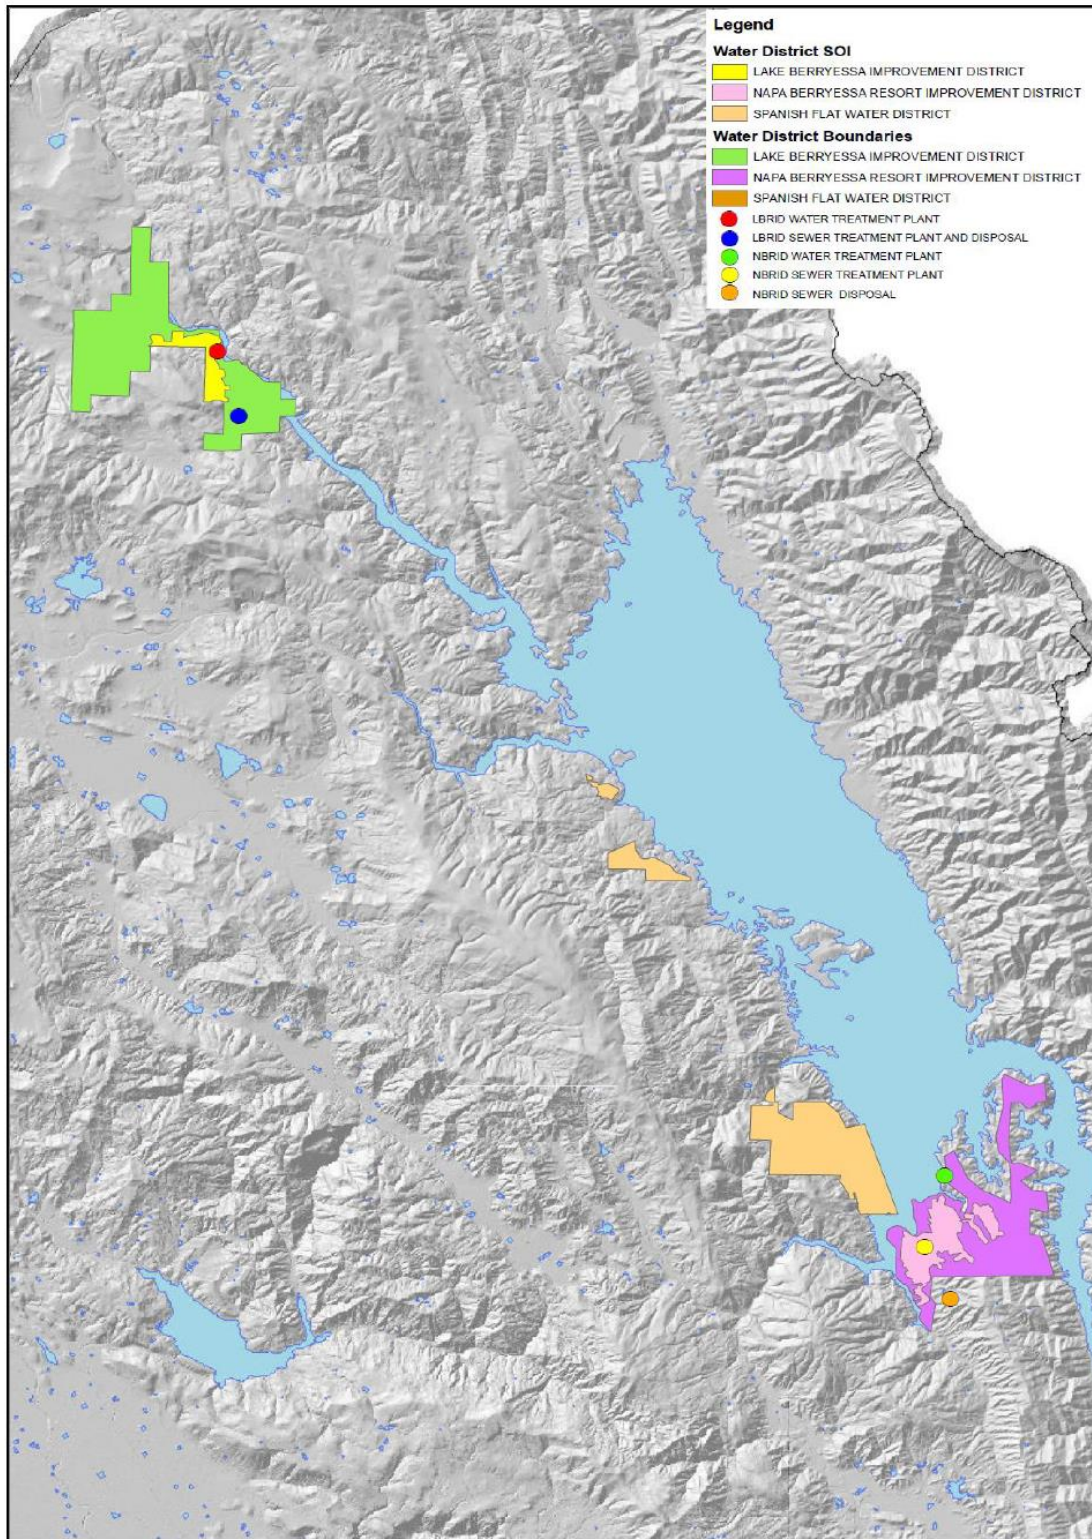 Legend
Water District SOI
LAKE BERRYESSA IMPROVEMENT DISTRICT
NAPA BERRYESSA RESORT IMPROVEMENT DISTRICT
SPANISH FLAT WATER DISTRICT
Water District Boundaries
LAKE BERRYESSA IMPROVEMENT DISTRICT
NAPA BERRYESSA RESORT IMPROVEMENT DISTRICT
SPANISH FLAT WATER DISTRICT
LBRID WATER TREATMENT PLANT
LBRID SEWER TREATMENT PLANT AND DISPOSAL
NBRID WATER TREATMENT PLANT
NBRID SEWER TREATMENT PLANT
NBRID SEWER DISPOSAL